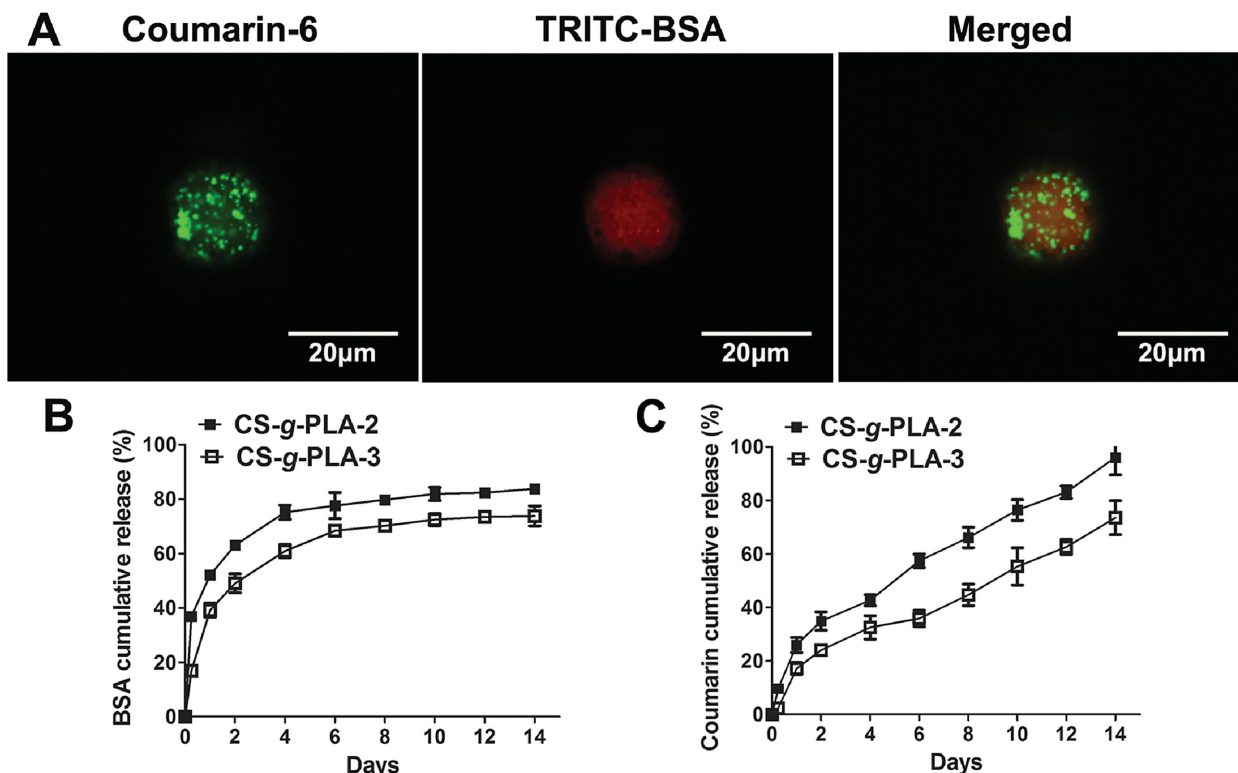 A
Coumarin-6
TRITC-BSA
Merged
20μm
20μm
20μm
B
CS-g-PLA-2
CS-g-PLA-3
BSA cumulative release (%)
100
80
60
40
20
0
0 2 4 6 8 10 12 14
Days
C
CS-g-PLA-2
CS-g-PLA-3
Coumarin cumulative release (%)
100
80
60
40
20
0
0 2 4 6 8 10 12 14
Days